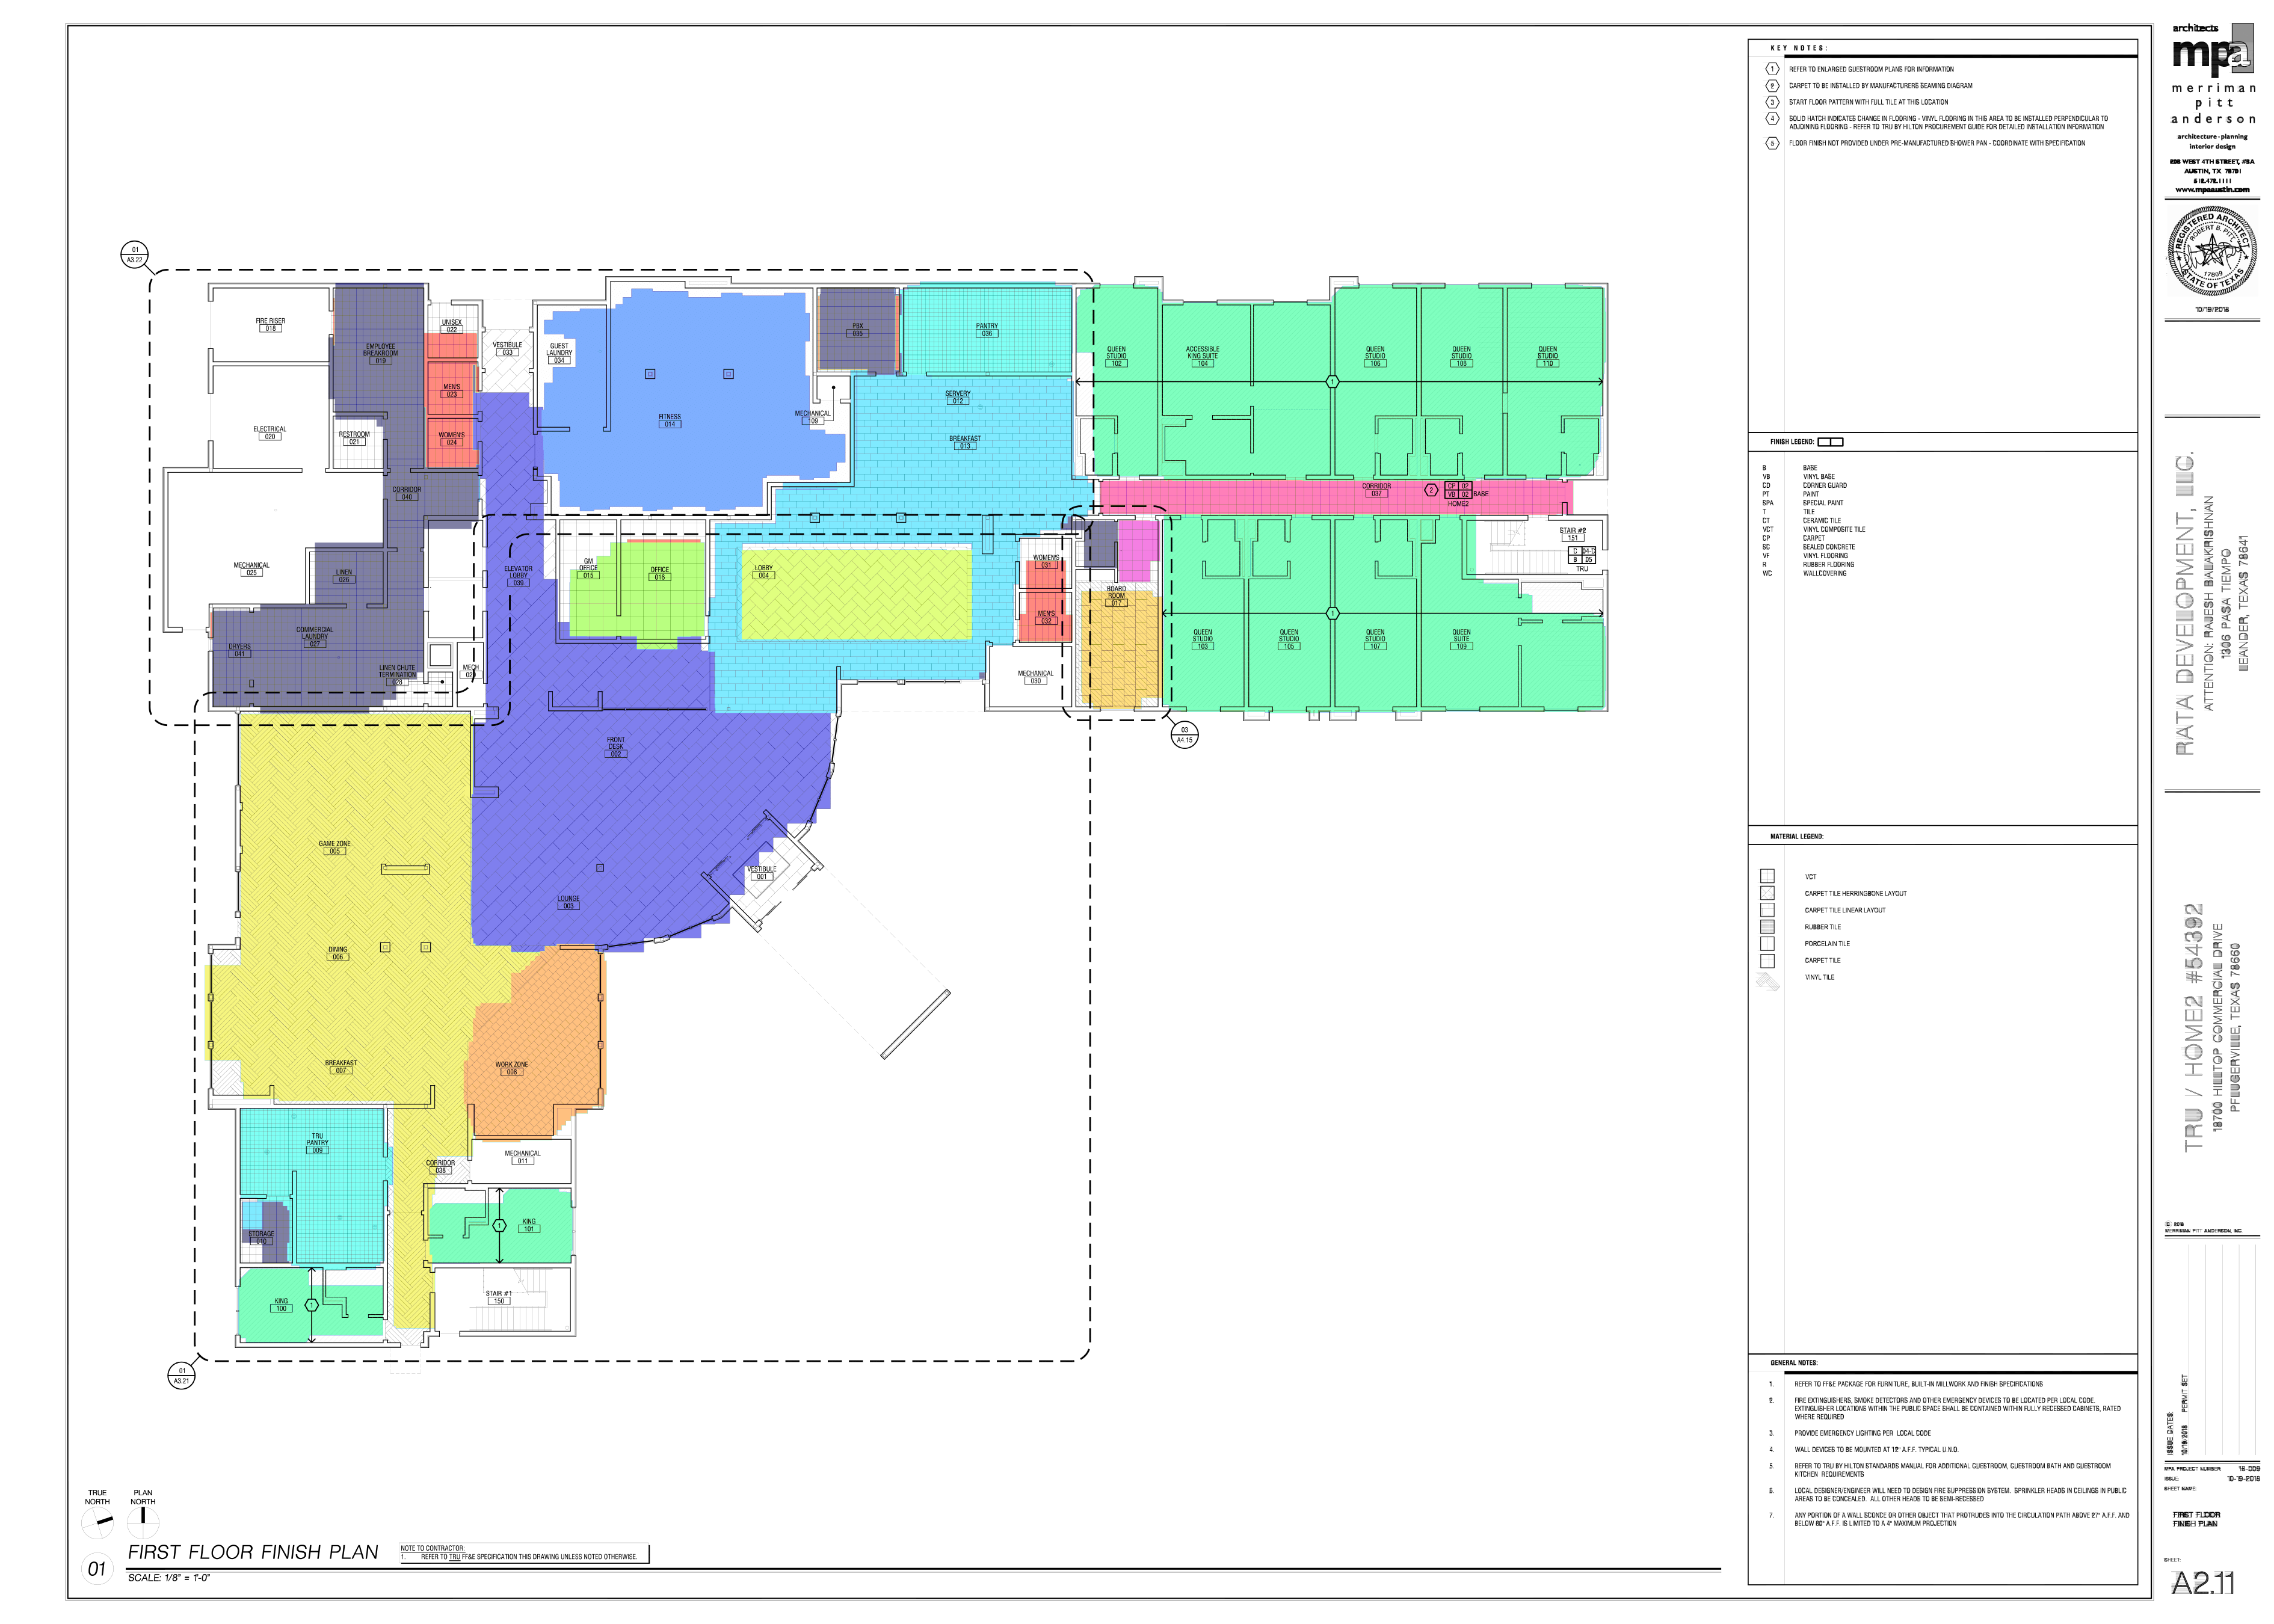 architects
mpa
merriman
pitt
anderson
architecture-planning
interior design
208 WEST 4TH STREET, #3A
AUSTIN, TX 78701
512.472.1111
www.mpaaustin.com
REGISTERED ARCHITECT
ROBERT B. PITT
17809
STATE OF TEXAS
10/19/2018
RATAI DEVELOPMENT, LLC.
ATTENTION: RAJESH BALAKRISHNAN
1306 PASA TIEMPO
LEANDER, TEXAS 78641
TRU / HOME2 #54392
18700 HILLTOP COMMERCIAL DRIVE
PFLUGERVILLE, TEXAS 78660
MERRIMAN PITT ANDERSON, INC.
ISSUE DATES:
10/19/2018 PERMIT SET
MPA PROJECT NUMBER:
ISSUE: 10-19-2018
SHEET NAME:
FIRST FLOOR
FINISH PLAN
SHEET:
A2.11
KEY NOTES:
1 REFER TO ENLARGED GUESTROOM PLANS FOR INFORMATION
2 CARPET TO BE INSTALLED BY MANUFACTURERS SEAMING DIAGRAM
3 START FLOOR PATTERN WITH FULL TILE AT THIS LOCATION
4 SOLID HATCH INDICATES CHANGE IN FLOORING - VINYL FLOORING IN THIS AREA TO BE INSTALLED PERPENDICULAR TO
ADJOINING FLOORING - REFER TO TRU BY HILTON PROCUREMENT GUIDE FOR DETAILED INSTALLATION INFORMATION
5 FLOOR FINISH NOT PROVIDED UNDER PRE-MANUFACTURED SHOWER PAN - COORDINATE WITH SPECIFICATION
FINISH LEGEND:
B BASE
VB VINYL BASE
CD CORNER GUARD
PT PAINT
SPA SPECIAL PAINT
T TILE
CT CERAMIC TILE
VCT VINYL COMPOSITE TILE
CP CARPET
SC SEALED CONCRETE
VF VINYL FLOORING
R RUBBER FLOORING
WC WALLCOVERING
MATERIAL LEGEND:
VCT
CARPET TILE HERRINGBONE LAYOUT
CARPET TILE LINEAR LAYOUT
RUBBER TILE
PORCELAIN TILE
CARPET TILE
VINYL TILE
GENERAL NOTES:
1. REFER TO FF&E PACKAGE FOR FURNITURE, BUILT-IN MILLWORK AND FINISH SPECIFICATIONS
2. FIRE EXTINGUISHERS, SMOKE DETECTORS AND OTHER EMERGENCY DEVICES TO BE LOCATED PER LOCAL CODE.
EXTINGUISHER LOCATIONS WITHIN THE PUBLIC SPACE SHALL BE CONTAINED WITHIN FULLY RECESSED CABINETS, RATED
WHERE REQUIRED
3. PROVIDE EMERGENCY LIGHTING PER LOCAL CODE
4. WALL DEVICES TO BE MOUNTED AT 12" A.F.F. TYPICAL U.N.O.
5. REFER TO TRU BY HILTON STANDARDS MANUAL FOR ADDITIONAL GUESTROOM, GUESTROOM BATH AND GUESTROOM
KITCHEN REQUIREMENTS
6. LOCAL DESIGNER/ENGINEER WILL NEED TO DESIGN FIRE SUPPRESSION SYSTEM. SPRINKLER HEADS IN CEILINGS IN PUBLIC
AREAS TO BE CONCEALED. ALL OTHER HEADS TO BE SEMI-RECESSED
7. ANY PORTION OF A WALL SCONCE OR OTHER OBJECT THAT PROTRUDES INTO THE CIRCULATION PATH ABOVE 27" A.F.F. AND
BELOW 80" A.F.F. IS LIMITED TO A 4" MAXIMUM PROJECTION
01
A3.22
FIRE RISER
018
EMPLOYEE
BREAKROOM
019
UNISEX
022
VESTIBULE
033
GUEST
LAUNDRY
034
PBX
035
PANTRY
036
QUEEN
STUDIO
102
ACCESSIBLE
KING SUITE
104
QUEEN
STUDIO
106
QUEEN
STUDIO
108
QUEEN
STUDIO
110
1
MEN'S
023
ELECTRICAL
020
RESTROOM
021
WOMEN'S
024
FITNESS
014
MECHANICAL
109
SERVERY
012
BREAKFAST
013
CORRIDOR
040
CORRIDOR
037
2
CP 02
VB 02 BASE
HOME2
STAIR #2
151
C 04-C
B 05
TRU
MECHANICAL
025
LINEN
026
ELEVATOR
LOBBY
039
GM
OFFICE
015
OFFICE
016
LOBBY
004
WOMEN'S
031
MEN'S
032
BOARD
ROOM
017
1
COMMERCIAL
LAUNDRY
027
DRYERS
041
LINEN CHUTE
TERMINATION
028
MECH
029
MECHANICAL
030
QUEEN
STUDIO
103
QUEEN
STUDIO
105
QUEEN
STUDIO
107
QUEEN
SUITE
109
03
A4.15
FRONT
DESK
002
GAME ZONE
005
VESTIBULE
001
LOUNGE
003
DINING
006
BREAKFAST
007
WORK ZONE
008
TRU
PANTRY
009
CORRIDOR
038
MECHANICAL
011
STORAGE
010
KING
101
1
KING
100
1
STAIR #1
150
01
A3.21
TRUE
NORTH
PLAN
NORTH
01
FIRST FLOOR FINISH PLAN
SCALE: 1/8" = 1'-0"
NOTE TO CONTRACTOR:
1. REFER TO TRU FF&E SPECIFICATION THIS DRAWING UNLESS NOTED OTHERWISE.